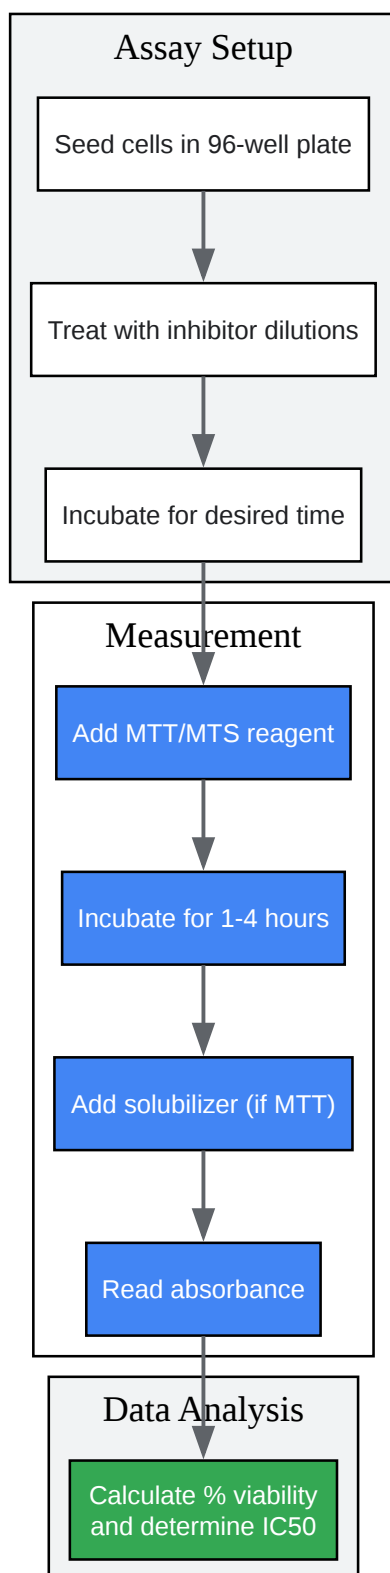 Assay Setup
Seed cells in 96-well plate
Treat with inhibitor dilutions
Incubate for desired time
Measurement
Add MTT/MTS reagent
Incubate for 1-4 hours
Add solubilizer (if MTT)
Read absorbance
Data Analysis
Calculate % viability
and determine IC50